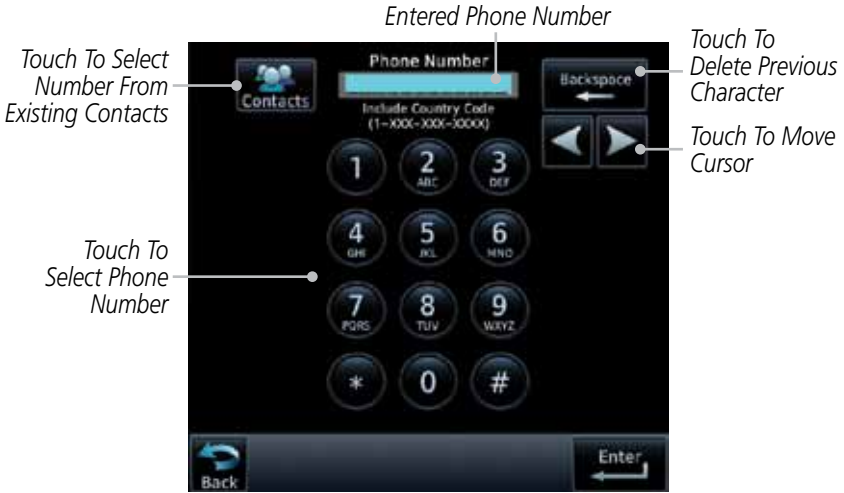 Entered Phone Number
Touch To Select
Number From
Existing Contacts
Touch To
Delete Previous
Character
Touch To Move
Cursor
Touch To
Select Phone
Number
Contacts
Phone Number
Include Country Code
(1-XXX-XXX-XXXX)
Backspace
1
2
ABC
3
DEF
4
GHI
5
JKL
6
MNO
7
PQRS
8
TUV
9
WXYZ
*
0
#
Back
Enter